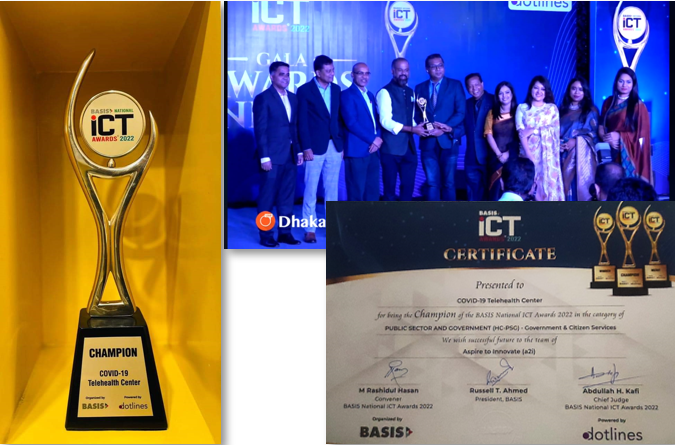 BASIS NATIONAL
iCT
AWARDS 2022
CHAMPION
COVID-19
Telehealth Center
Organized by
Powered by
BASIS
dotlines
iCT
AWARDS 2022
GALA
AWARDS
iCT
dotlines
iCT
Dhaka
BASIS
iCT
AWARDS 2022
CERTIFICATE
iCT
iCT
iCT
Presented to
COVID-19 Telehealth Center
for being the Champion of the BASIS National ICT Awards 2022 in the category of
PUBLIC SECTOR AND GOVERNMENT (HC-PSG) - Government & Citizen Services
We wish successful future to the team of
Aspire to Innovate (a2i)
M Rashidul Hasan
Convener
BASIS National ICT Awards 2022
Russell T. Ahmed
President, BASIS
Abdullah H. Kafi
Chief Judge
BASIS National ICT Awards 2022
Organized by
BASIS
Powered by
dotlines